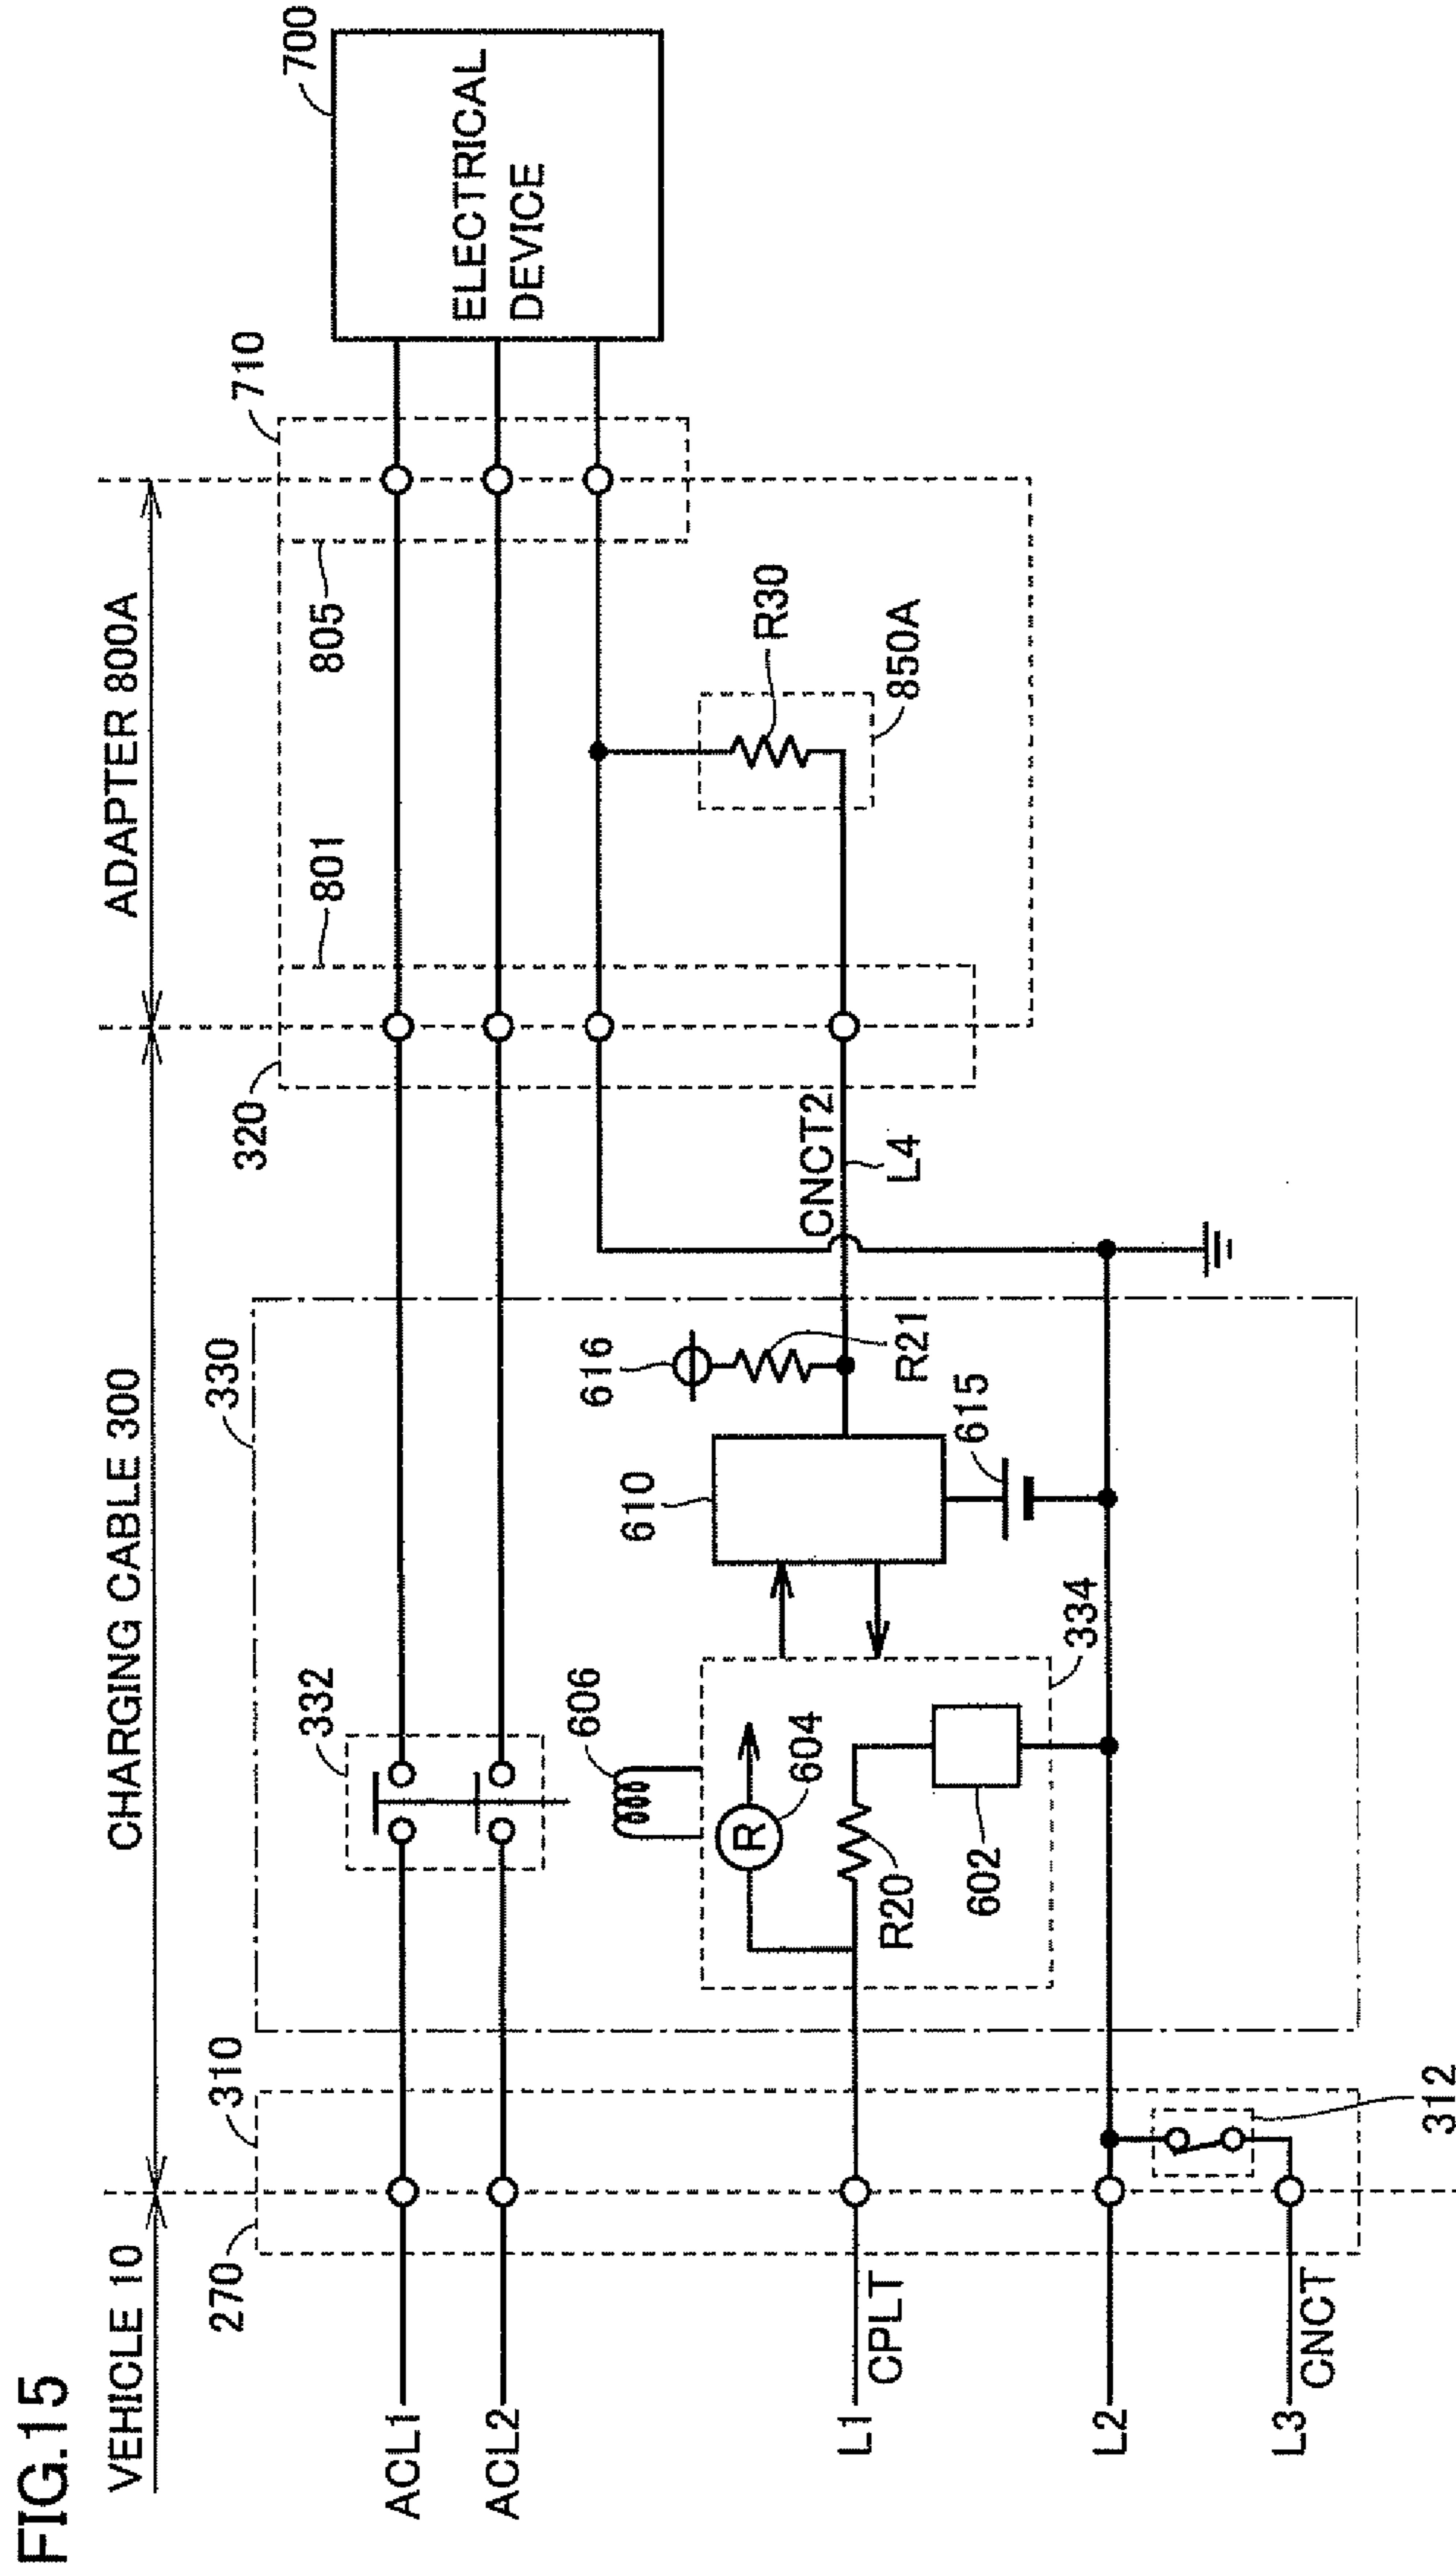 FIG.15
VEHICLE 10
CHARGING CABLE 300
ADAPTER 800A
270
310
330
320
710
700
332
801
805
ACL1
ACL2
ELECTRICAL
DEVICE
606
616
610
R
604
R30
CNCT2
L4
850A
L1
CPLT
R20
602
R21
615
334
L2
L3
CNCT
312